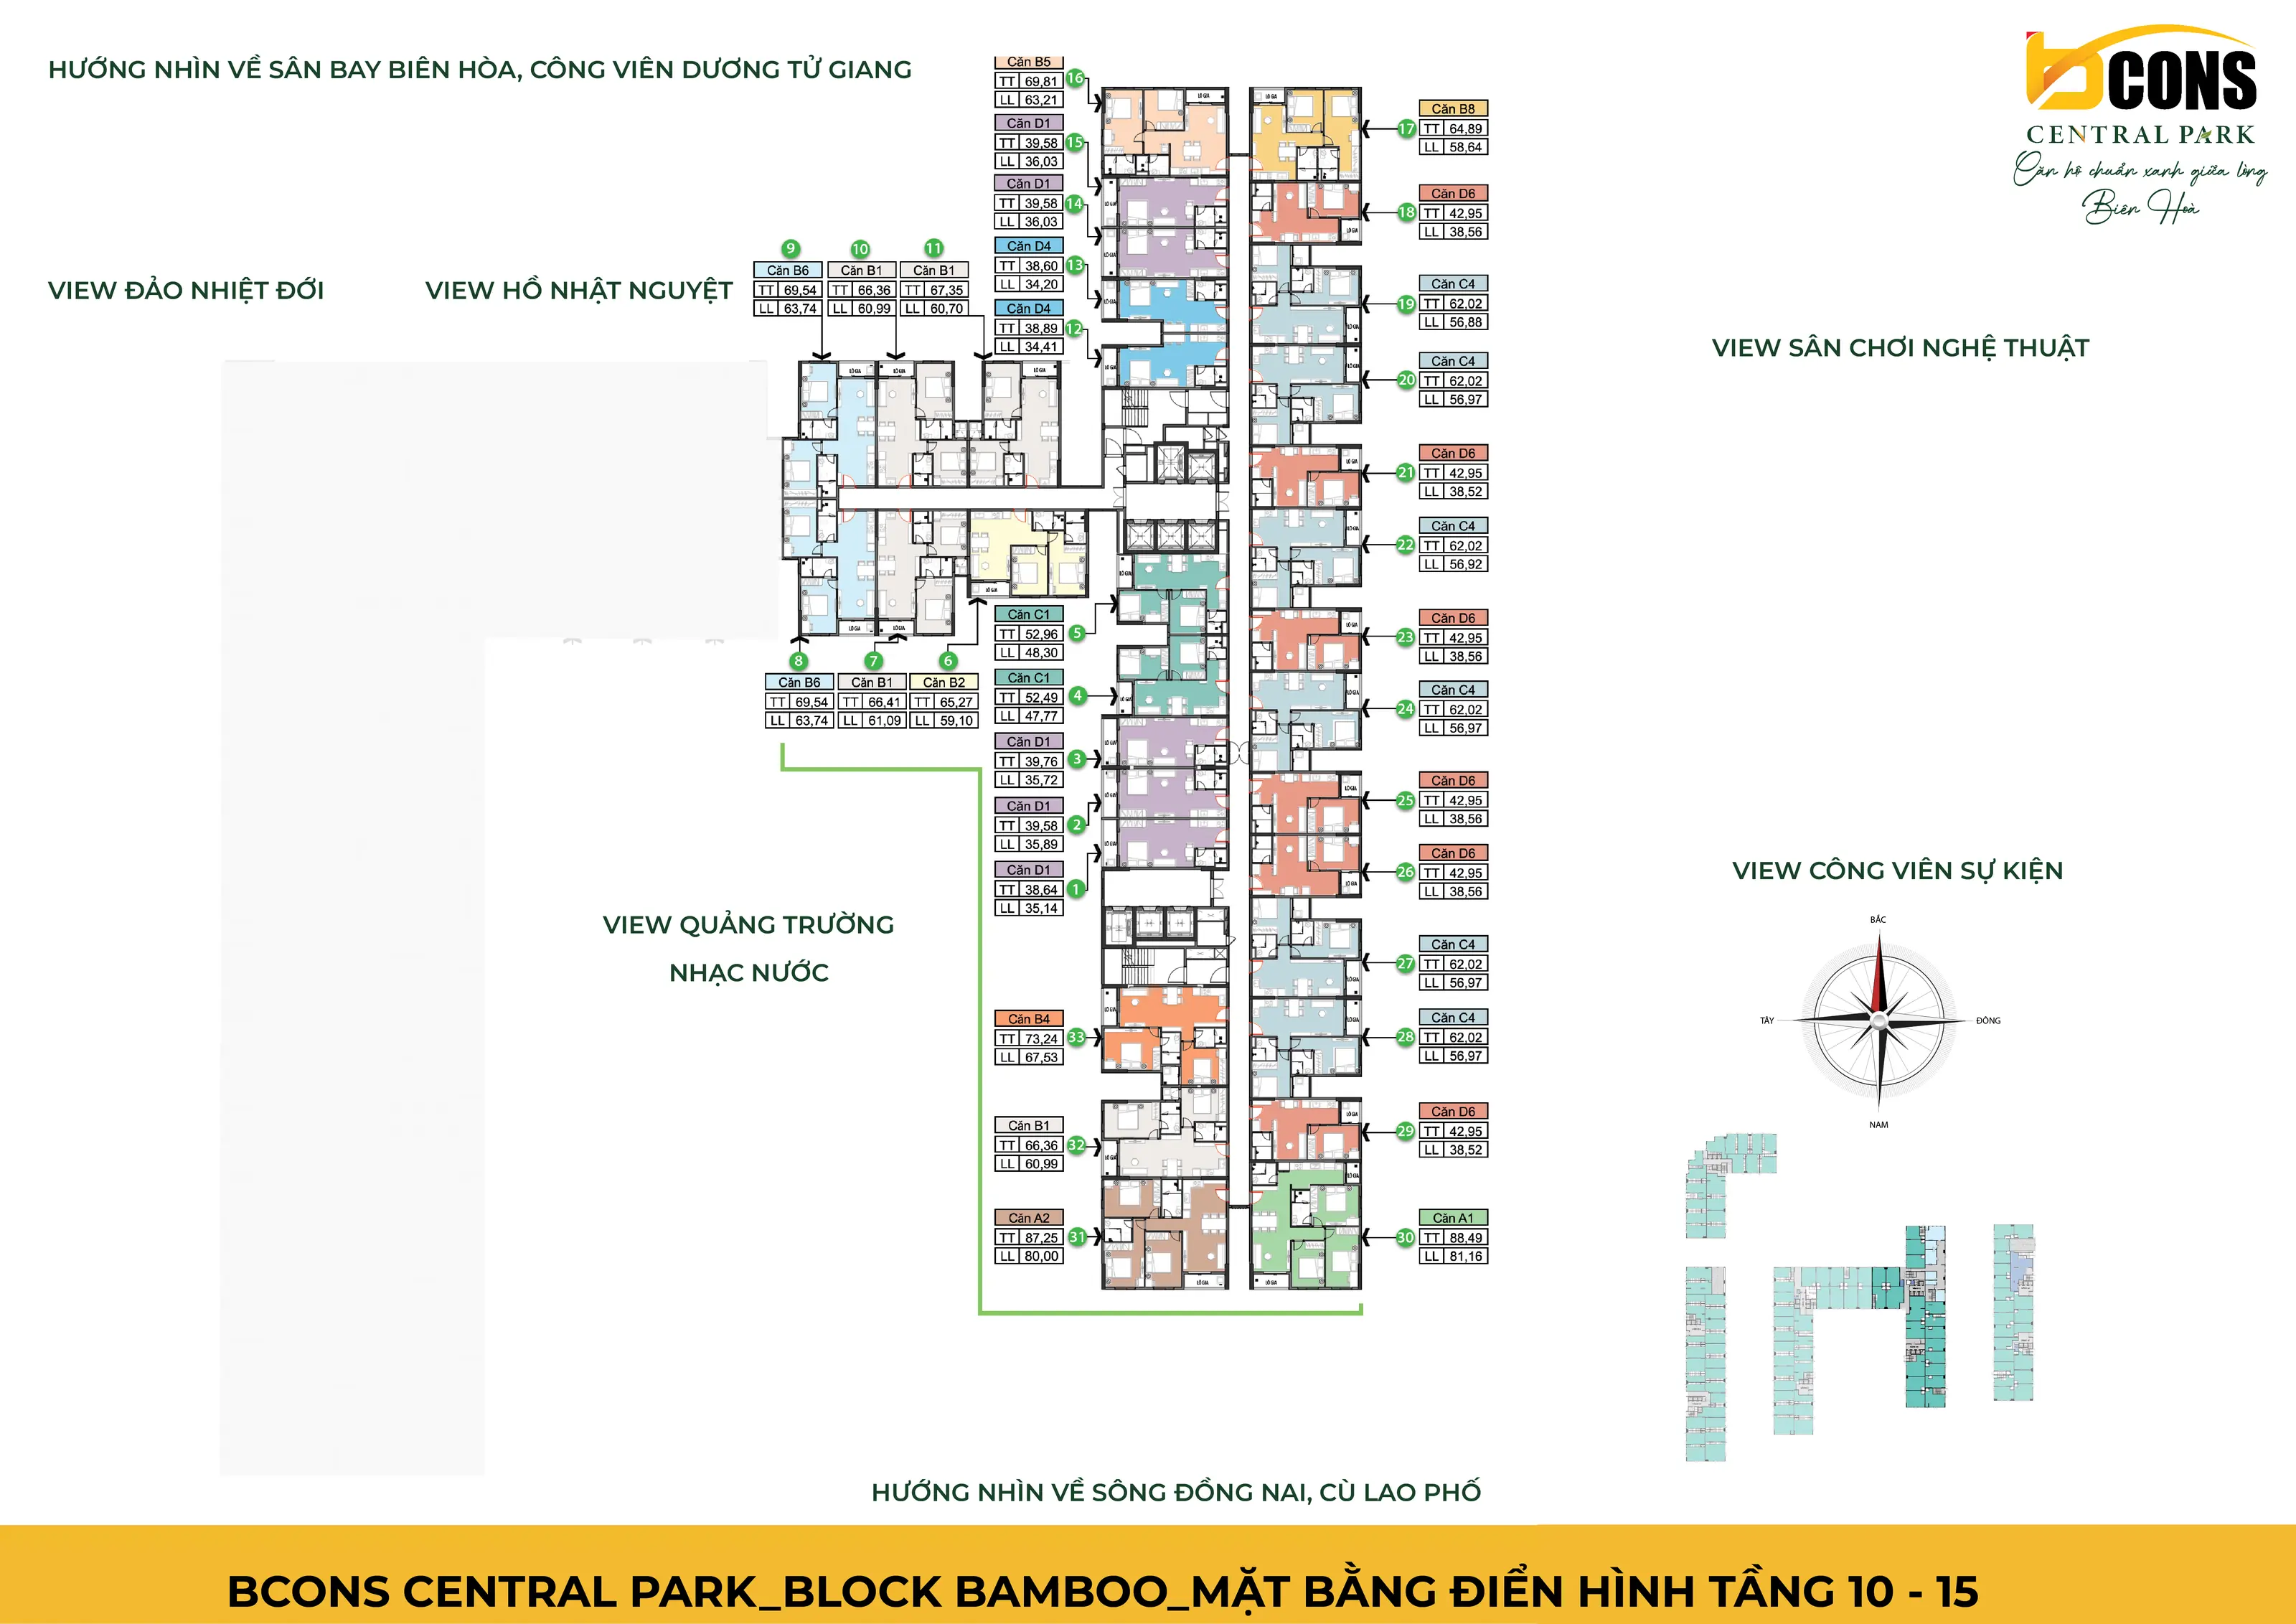 HƯỚNG NHÌN VỀ SÂN BAY BIÊN HÒA, CÔNG VIÊN DƯƠNG TỬ GIANG
bCONS
CENTRAL PARK
Căn hộ chuẩn xanh giữa lòng
Biên Hoà
VIEW ĐẢO NHIỆT ĐỚI
VIEW HỒ NHẬT NGUYỆT
VIEW SÂN CHƠI NGHỆ THUẬT
VIEW CÔNG VIÊN SỰ KIỆN
VIEW QUẢNG TRƯỜNG
NHẠC NƯỚC
Căn B5
TT 69,81
LL 63,21
16
Căn D1
TT 39,58
LL 36,03
15
Căn D1
TT 39,58
LL 36,03
14
Căn D4
TT 38,60
LL 34,20
13
Căn D4
TT 38,89
LL 34,41
12
9
Căn B6
TT 69,54
LL 63,74
10
Căn B1
TT 66,36
LL 60,99
11
Căn B1
TT 67,35
LL 60,70
8
Căn B6
TT 69,54
LL 63,74
7
Căn B1
TT 66,41
LL 61,09
6
Căn B2
TT 65,27
LL 59,10
Căn C1
TT 52,96
LL 48,30
5
Căn C1
TT 52,49
LL 47,77
4
Căn D1
TT 39,76
LL 35,72
3
Căn D1
TT 39,58
LL 35,89
2
Căn D1
TT 38,64
LL 35,14
1
Căn B4
TT 73,24
LL 67,53
33
Căn B1
TT 66,36
LL 60,99
32
Căn A2
TT 87,25
LL 80,00
31
17
Căn B8
TT 64,89
LL 58,64
18
Căn D6
TT 42,95
LL 38,56
19
Căn C4
TT 62,02
LL 56,88
20
Căn C4
TT 62,02
LL 56,97
21
Căn D6
TT 42,95
LL 38,52
22
Căn C4
TT 62,02
LL 56,92
23
Căn D6
TT 42,95
LL 38,56
24
Căn C4
TT 62,02
LL 56,97
25
Căn D6
TT 42,95
LL 38,56
26
Căn D6
TT 42,95
LL 38,56
27
Căn C4
TT 62,02
LL 56,97
28
Căn C4
TT 62,02
LL 56,97
29
Căn D6
TT 42,95
LL 38,52
30
Căn A1
TT 88,49
LL 81,16
BẮC
TÂY
ĐÔNG
NAM
HƯỚNG NHÌN VỀ SÔNG ĐỒNG NAI, CÙ LAO PHỐ
BCONS CENTRAL PARK_BLOCK BAMBOO_MẶT BẰNG ĐIỂN HÌNH TẦNG 10 - 15